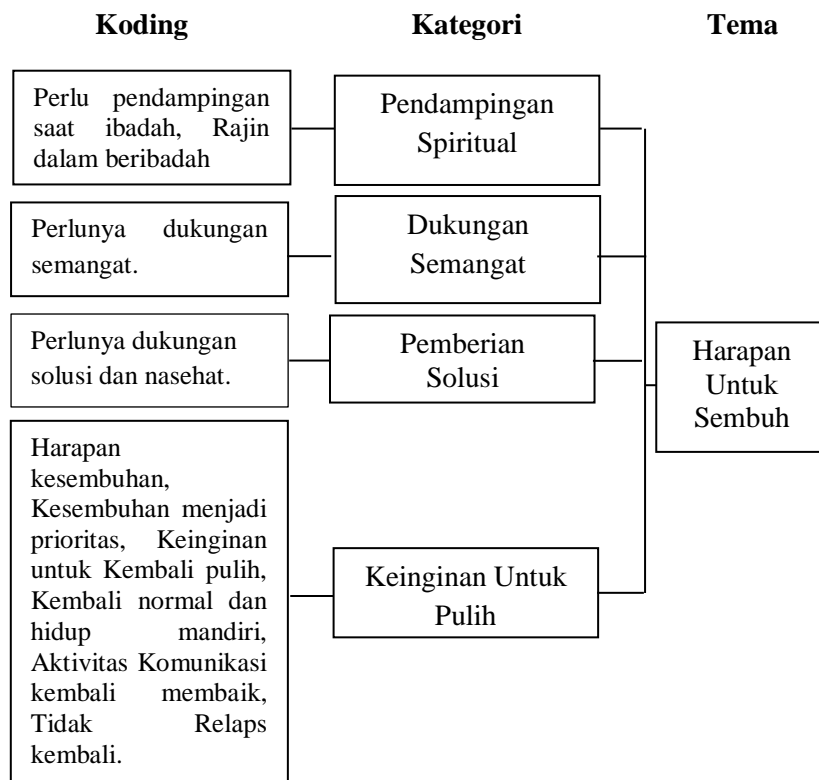 Koding
Kategori
Tema
Perlu pendampingan
saat ibadah, Rajin
dalam beribadah
Pendampingan
Spiritual
Perlunya dukungan
semangat.
Dukungan
Semangat
Perlunya dukungan
solusi dan nasehat.
Pemberian
Solusi
Harapan
kesembuhan,
Kesembuhan menjadi
prioritas, Keinginan
untuk Kembali pulih,
Kembali normal dan
hidup mandiri,
Aktivitas Komunikasi
kembali membaik,
Tidak Relaps
kembali.
Keinginan Untuk
Pulih
Harapan
Untuk
Sembuh